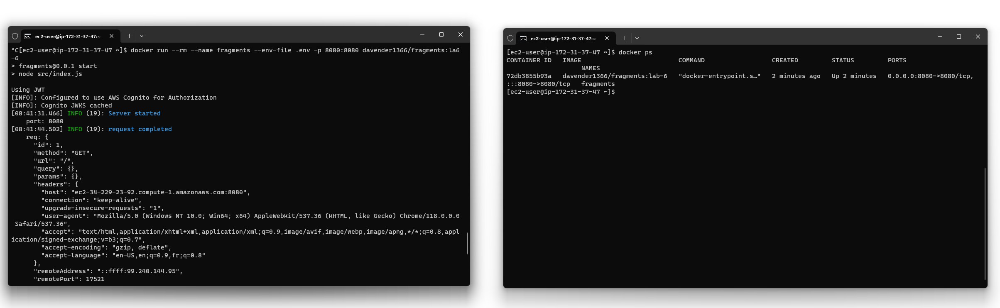 ec2-user@ip-172-31-37-47:~
^C[ec2-user@ip-172-31-37-47 ~]$ docker run --rm --name fragments --env-file .env -p 8080:8080 davender1366/fragments:la6
-6
> fragments@0.0.1 start
> node src/index.js
Using JWT
[INFO]: Configured to use AWS Cognito for Authorization
[INFO]: Cognito JWKS cached
[08:41:31.466] INFO (19): Server started
port: 8080
[08:41:44.502] INFO (19): request completed
req: {
"id": 1,
"method": "GET",
"url": "/",
"query": {},
"params": {},
"headers": {
"host": "ec2-34-229-23-92.compute-1.amazonaws.com:8080",
"connection": "keep-alive",
"upgrade-insecure-requests": "1",
"user-agent": "Mozilla/5.0 (Windows NT 10.0; Win64; x64) AppleWebKit/537.36 (KHTML, like Gecko) Chrome/118.0.0.0
Safari/537.36",
"accept": "text/html,application/xhtml+xml,application/xml;q=0.9,image/avif,image/webp,image/apng,*/*;q=0.8,appl
ication/signed-exchange;v=b3;q=0.7",
"accept-encoding": "gzip, deflate",
"accept-language": "en-US,en;q=0.9,fr;q=0.8"
},
"remoteAddress": "::ffff:99.240.144.95",
"remotePort": 17521
ec2-user@ip-172-31-37-47:~
[ec2-user@ip-172-31-37-47 ~]$ docker ps
CONTAINER ID IMAGE COMMAND CREATED STATUS PORTS
NAMES
72db3855b93a davender1366/fragments:lab-6 "docker-entrypoint.s…" 2 minutes ago Up 2 minutes 0.0.0.0:8080->8080/tcp,
:::8080->8080/tcp fragments
[ec2-user@ip-172-31-37-47 ~]$